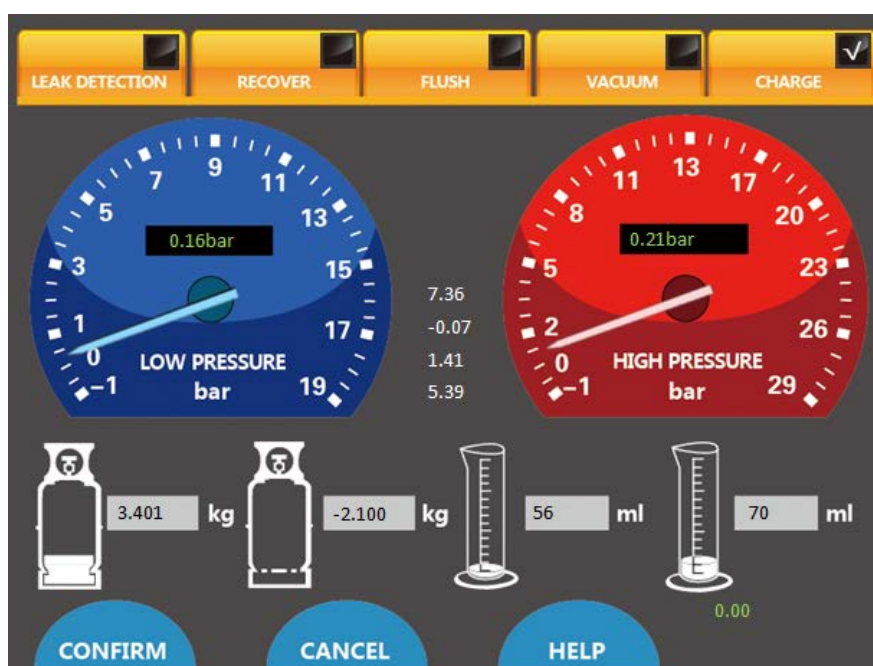 √
LEAK DETECTION RECOVER FLUSH VACUUM CHARGE
-1 0 1 3 5 7 9 11 13 15 17 19
0.16bar
LOW PRESSURE
bar
7.36
-0.07
1.41
5.39
-1 0 2 5 8 11 13 17 20 23 26 29
0.21bar
HIGH PRESSURE
bar
3.401 kg -2.100 kg 56 ml 70 ml
0.00
CONFIRM CANCEL HELP